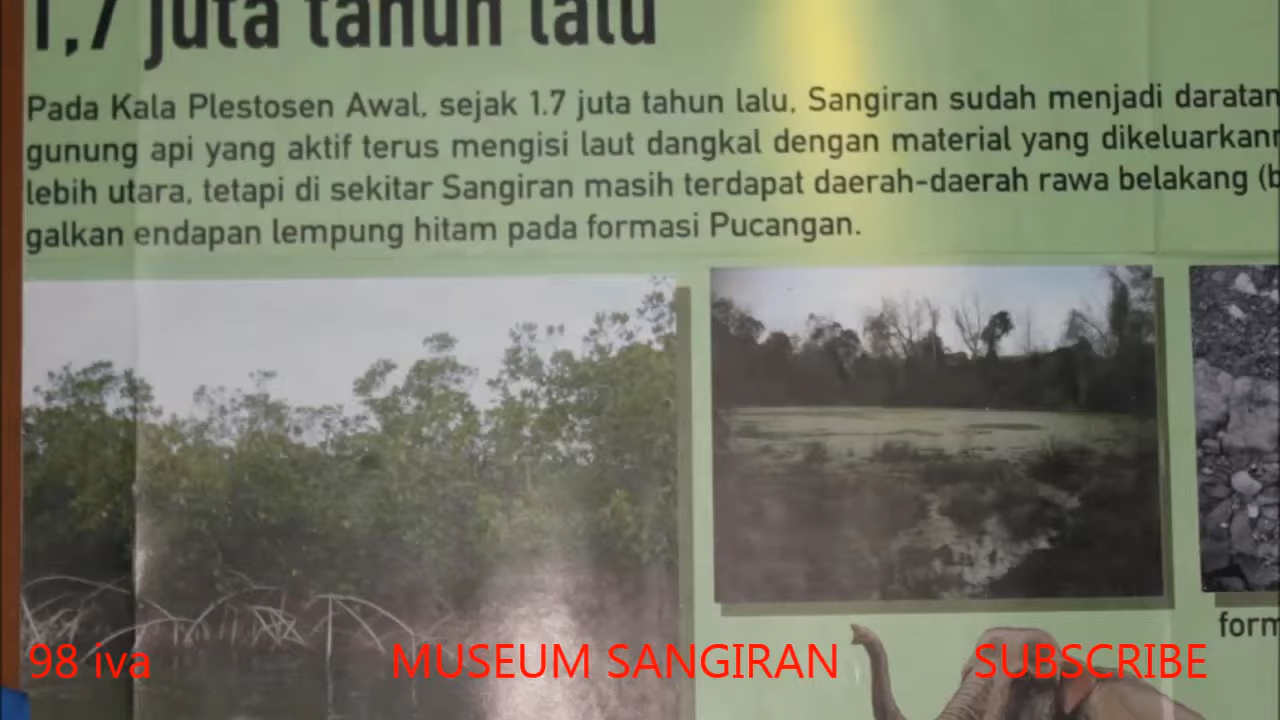 1,7 juta tahun lalu
Pada Kala Plestosen Awal, sejak 1.7 juta tahun lalu, Sangiran sudah menjadi daratan
gunung api yang aktif terus mengisi laut dangkal dengan material yang dikeluarkann
lebih utara, tetapi di sekitar Sangiran masih terdapat daerah-daerah rawa belakang (b
galkan endapan lempung hitam pada formasi Pucangan.
form
98 iva MUSEUM SANGIRAN SUBSCRIBE